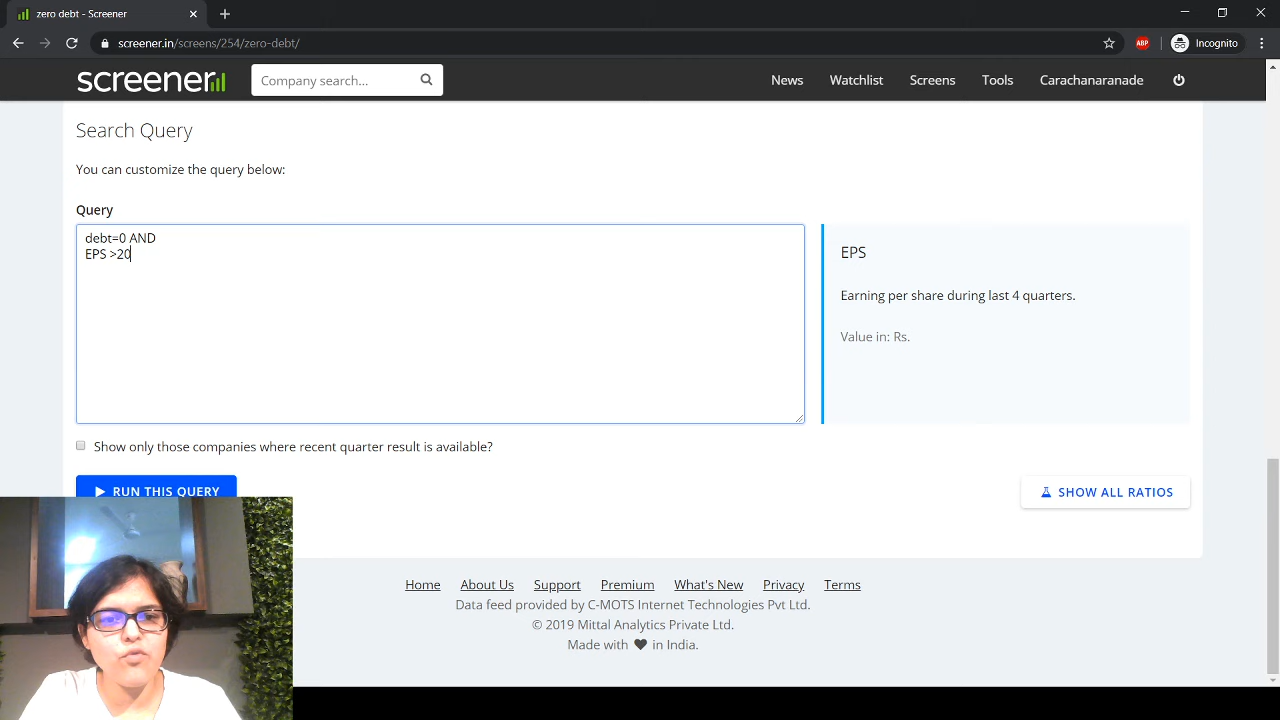 zero debt - Screener
screener.in/screens/254/zero-debt/
ABP
Incognito
screener
Company search...
News
Watchlist
Screens
Tools
Carachanaranade
Search Query
You can customize the query below:
Query
debt=0 AND
EPS >20
EPS
Earning per share during last 4 quarters.
Value in: Rs.
Show only those companies where recent quarter result is available?
RUN THIS QUERY
SHOW ALL RATIOS
Home About Us Support Premium What's New Privacy Terms
Data feed provided by C-MOTS Internet Technologies Pvt Ltd.
© 2019 Mittal Analytics Private Ltd.
Made with ❤ in India.